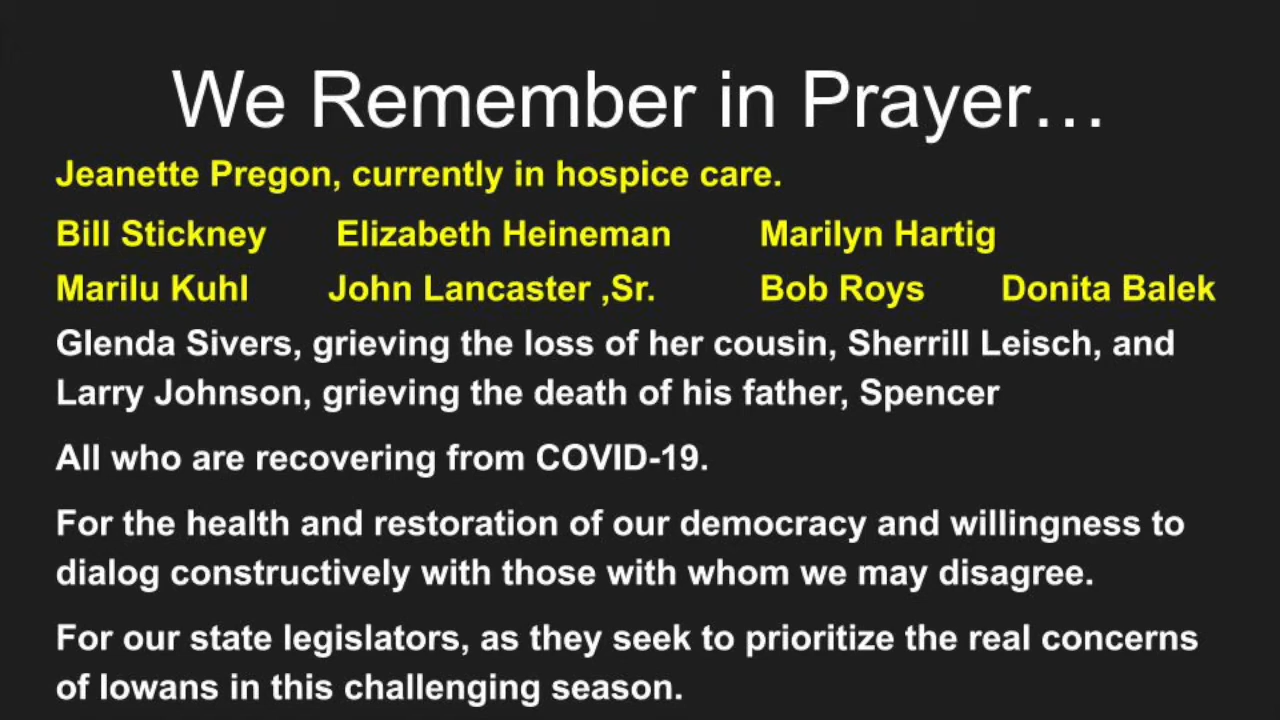 We Remember in Prayer…
Jeanette Pregon, currently in hospice care.
Bill Stickney Elizabeth Heineman Marilyn Hartig
Marilu Kuhl John Lancaster ,Sr. Bob Roys Donita Balek
Glenda Sivers, grieving the loss of her cousin, Sherrill Leisch, and
Larry Johnson, grieving the death of his father, Spencer
All who are recovering from COVID-19.
For the health and restoration of our democracy and willingness to
dialog constructively with those with whom we may disagree.
For our state legislators, as they seek to prioritize the real concerns
of Iowans in this challenging season.